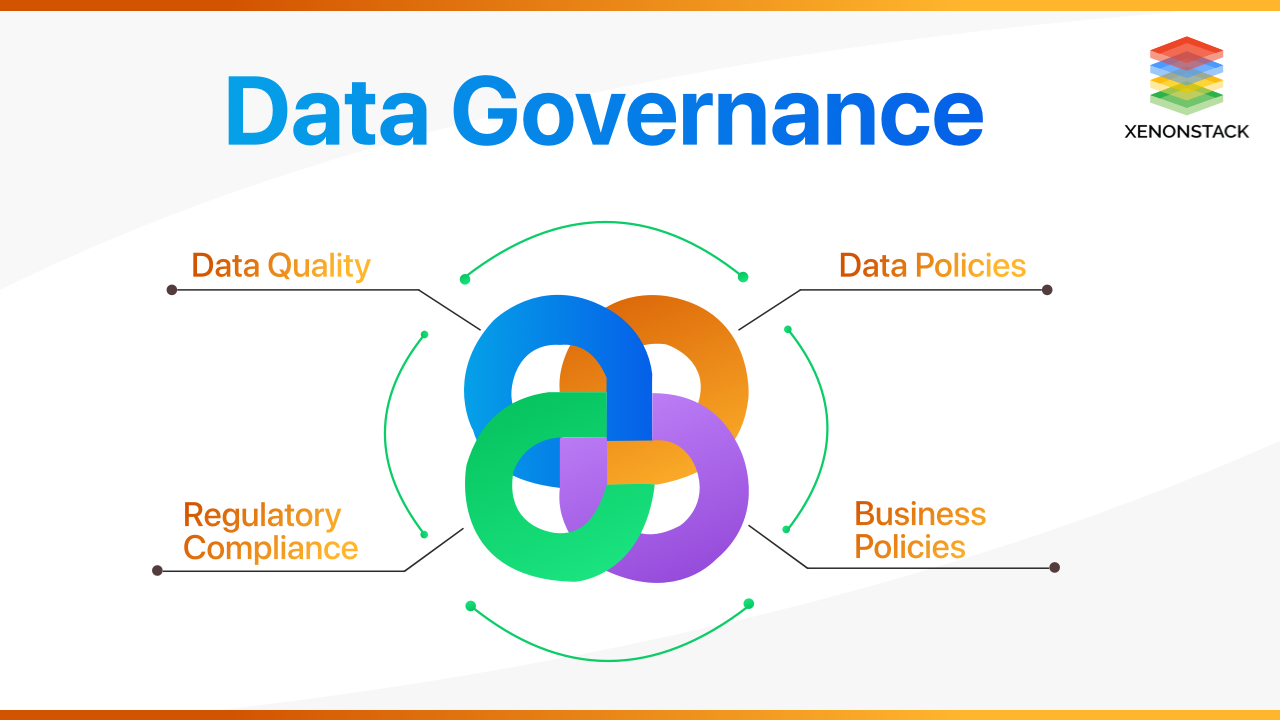 Data Governance
XENONSTACK
Data Quality
Data Policies
Regulatory
Compliance
Business
Policies